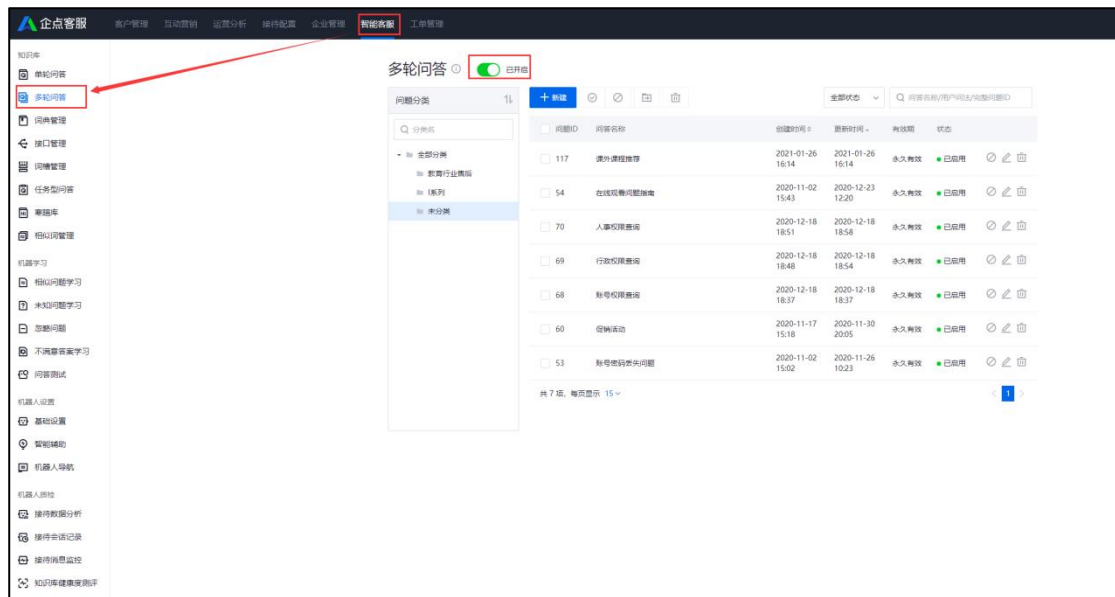 企点客服 客户管理 互动营销 运营分析 接待配置 企业管理 智能客服 工单管理
知识库
单轮问答
多轮问答
词典管理
接口管理
词槽管理
任务型问答
寒暄库
相似词管理
机器学习
相似问题学习
未知问题学习
忽略问题
不满意答案学习
问答测试
机器人设置
基础设置
智能辅助
机器人导航
机器人质检
接待数据分析
接待会话记录
接待消息监控
知识库健康度测评
多轮问答 已开启
问题分类
分类名
全部分类
教育行业售后
I系列
未分类
新建 全部状态 问答名称/用户问法/完整问题ID
问题ID 问答名称 创建时间 更新时间 有效期 状态
117 课外课程推荐 2021-01-26 16:14 2021-01-26 16:14 永久有效 已启用
54 在线观看问题指南 2020-11-02 15:43 2020-12-23 12:20 永久有效 已启用
70 人事权限查询 2020-12-18 18:51 2020-12-18 18:58 永久有效 已启用
69 行政权限查询 2020-12-18 18:48 2020-12-18 18:54 永久有效 已启用
68 账号权限查询 2020-12-18 18:37 2020-12-18 18:37 永久有效 已启用
60 促销活动 2020-11-17 15:18 2020-11-30 20:05 永久有效 已启用
53 账号密码丢失问题 2020-11-02 15:02 2020-11-26 10:23 永久有效 已启用
共 7 项，每页显示 15 1